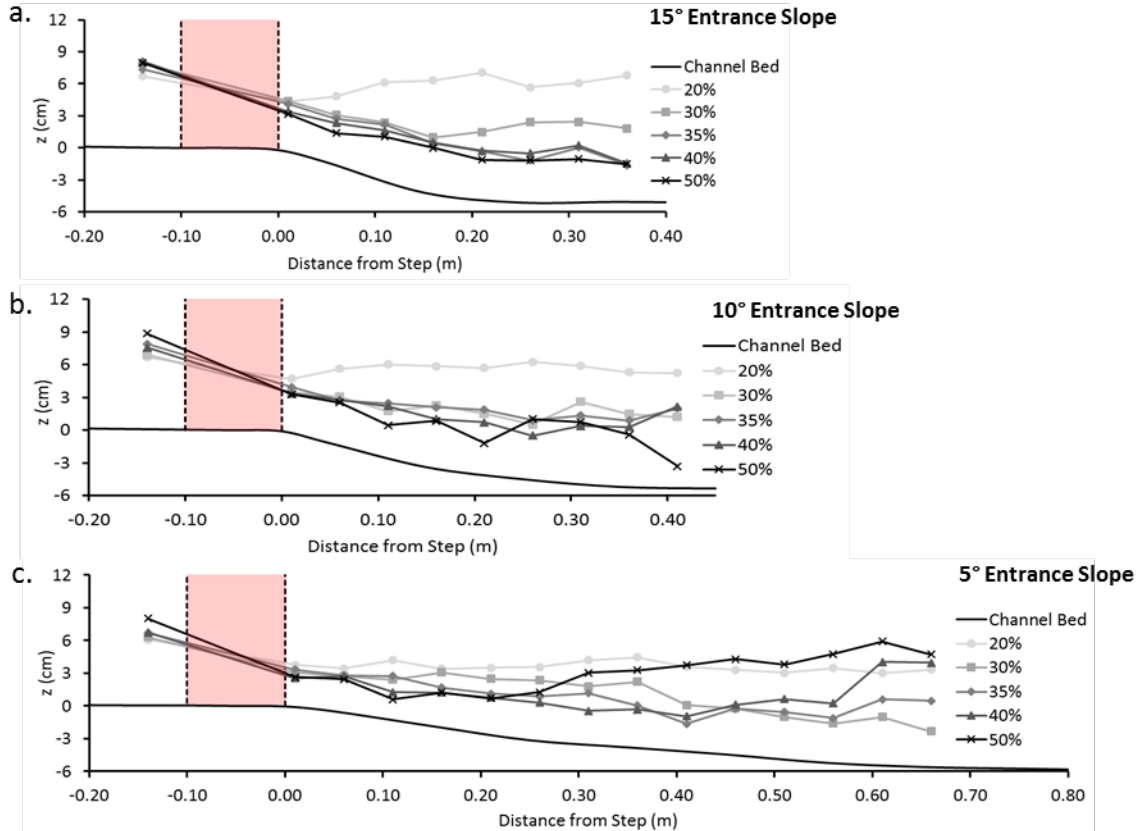 a.
15° Entrance Slope
12
9
6
3
0
-3
-6
z (cm)
-0.20 -0.10 0.00 0.10 0.20 0.30 0.40
Distance from Step (m)
Channel Bed
20%
30%
35%
40%
50%
b.
10° Entrance Slope
12
9
6
3
0
-3
-6
z (cm)
-0.20 -0.10 0.00 0.10 0.20 0.30 0.40
Distance from Step (m)
Channel Bed
20%
30%
35%
40%
50%
c.
5° Entrance Slope
12
9
6
3
0
-3
-6
z (cm)
-0.20 -0.10 0.00 0.10 0.20 0.30 0.40 0.50 0.60 0.70 0.80
Distance from Step (m)
Channel Bed
20%
30%
35%
40%
50%